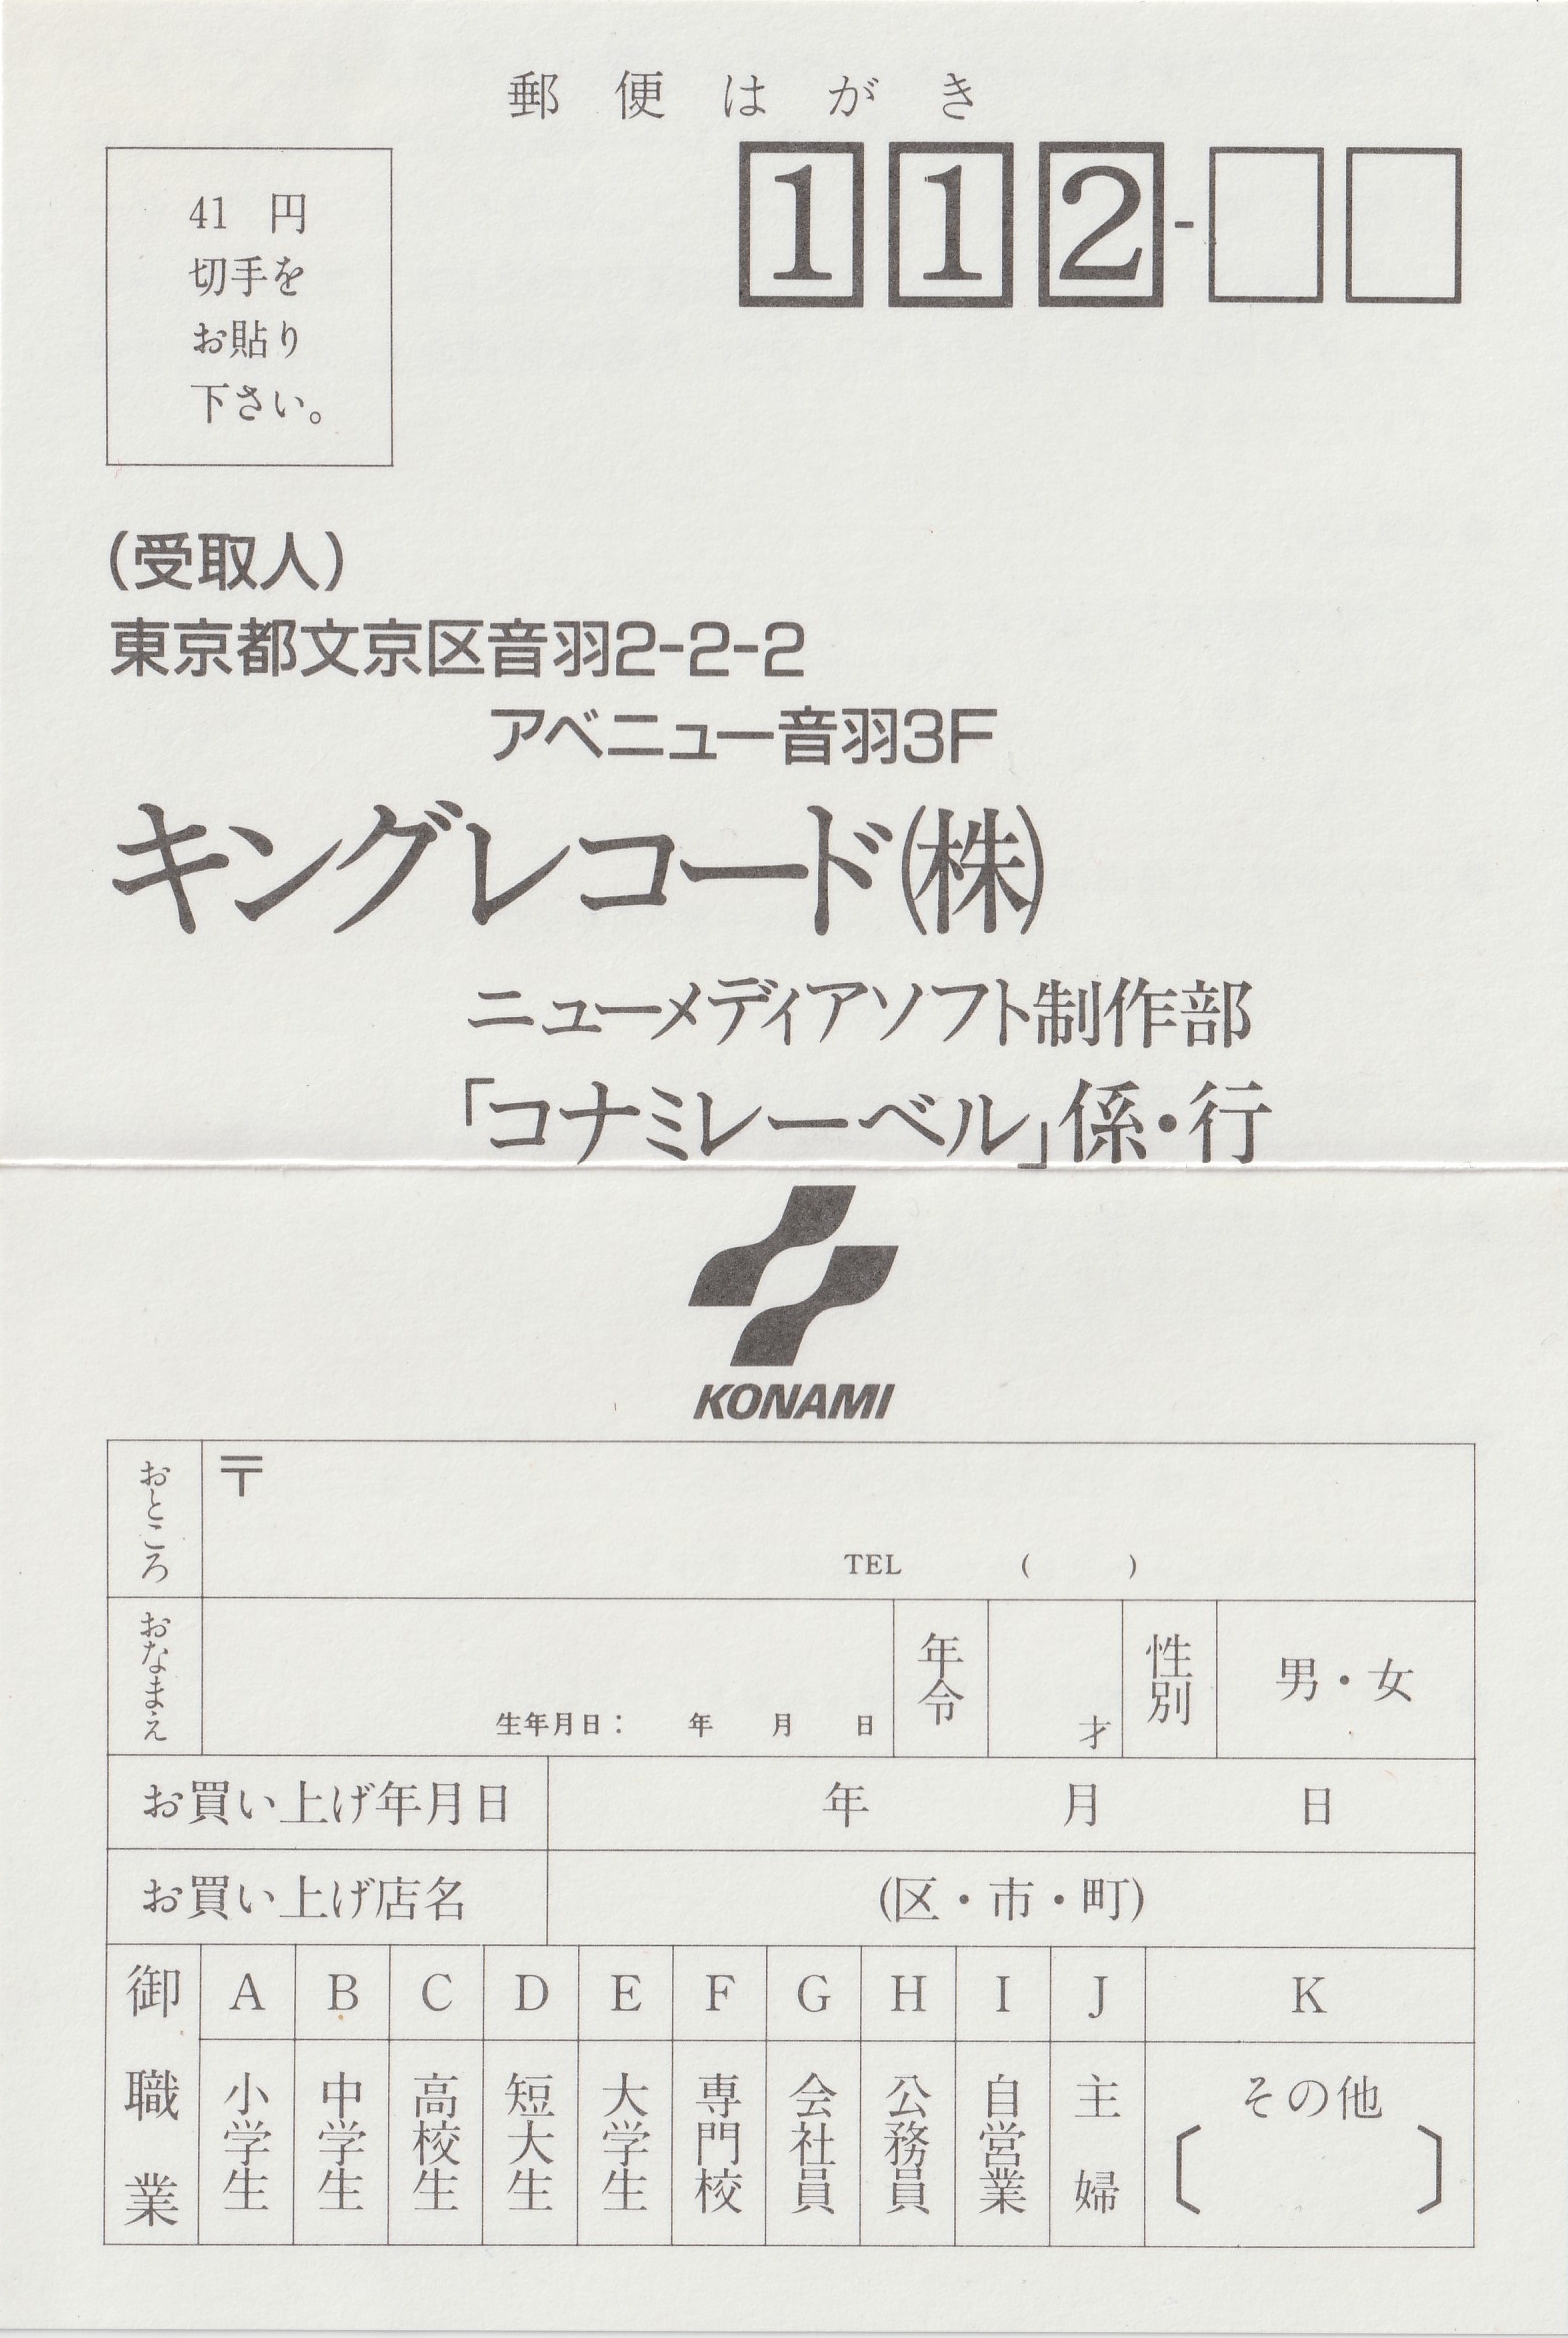 郵便はがき
112-
41 円
切手を
お貼り
下さい。
(受取人)
東京都文京区音羽2-2-2
アベニュー音羽3F
キングレコード(株)
ニューメディアソフト制作部
「コナミレーベル」係・行
KONAMI
おところ
〒
TEL ( )
おなまえ
生年月日: 年 月 日
年令
才
性別
男・女
お買い上げ年月日 年 月 日
お買い上げ店名 (区・市・町)
御職業
A B C D E F G H I J K
小学生 中学生 高校生 短大生 大学生 専門校 会社員 公務員 自営業 主婦 その他〔 〕